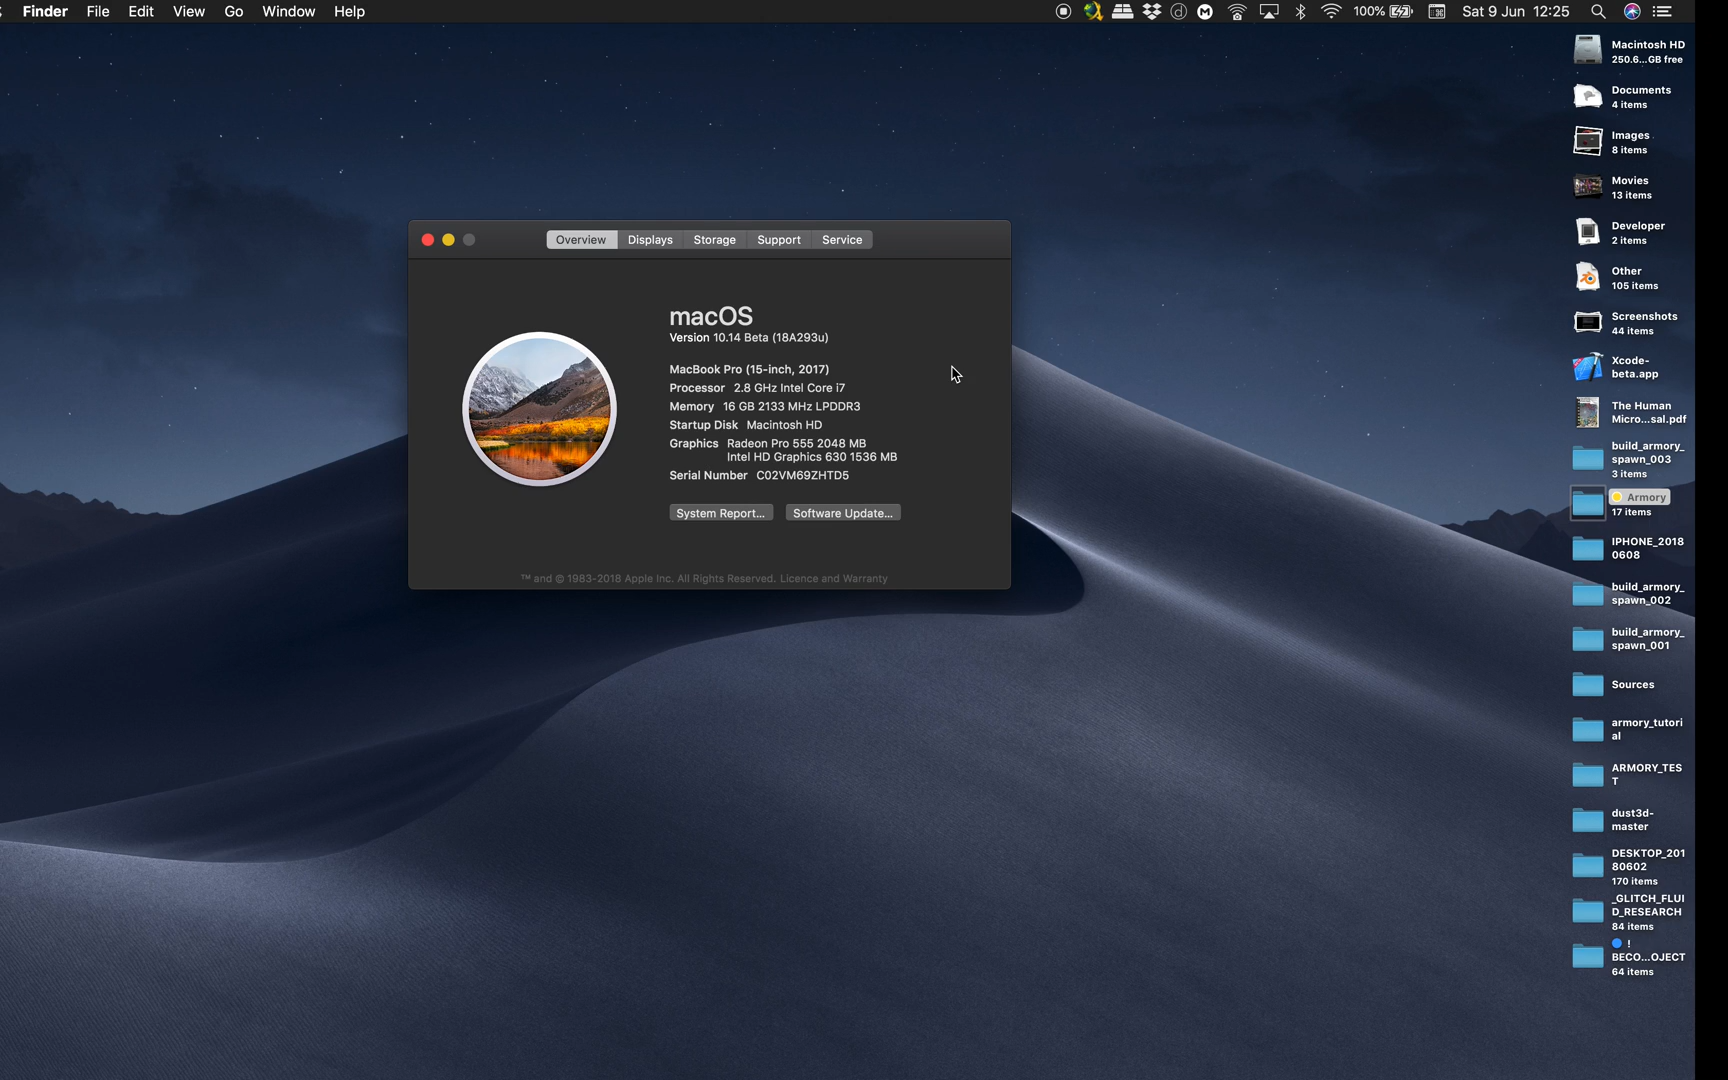 Finder File Edit View Go Window Help
100% Sat 9 Jun 12:25
Overview Displays Storage Support Service
macOS
Version 10.14 Beta (18A293u)
MacBook Pro (15-inch, 2017)
Processor 2.8 GHz Intel Core i7
Memory 16 GB 2133 MHz LPDDR3
Startup Disk Macintosh HD
Graphics Radeon Pro 555 2048 MB
Intel HD Graphics 630 1536 MB
Serial Number C02VM69ZHTD5
System Report... Software Update...
™ and © 1983-2018 Apple Inc. All Rights Reserved. Licence and Warranty
Macintosh HD
250.6...GB free
Documents
4 items
Images
8 items
Movies
13 items
Developer
2 items
Other
105 items
Screenshots
44 items
Xcode-
beta.app
The Human
Micro...sal.pdf
build_armory_
spawn_003
3 items
Armory
17 items
IPHONE_2018
0608
build_armory_
spawn_002
build_armory_
spawn_001
Sources
armory_tutori
al
ARMORY_TES
T
dust3d-
master
DESKTOP_201
80602
170 items
_GLITCH_FLUI
D_RESEARCH
84 items
!
BECO...OJECT
64 items